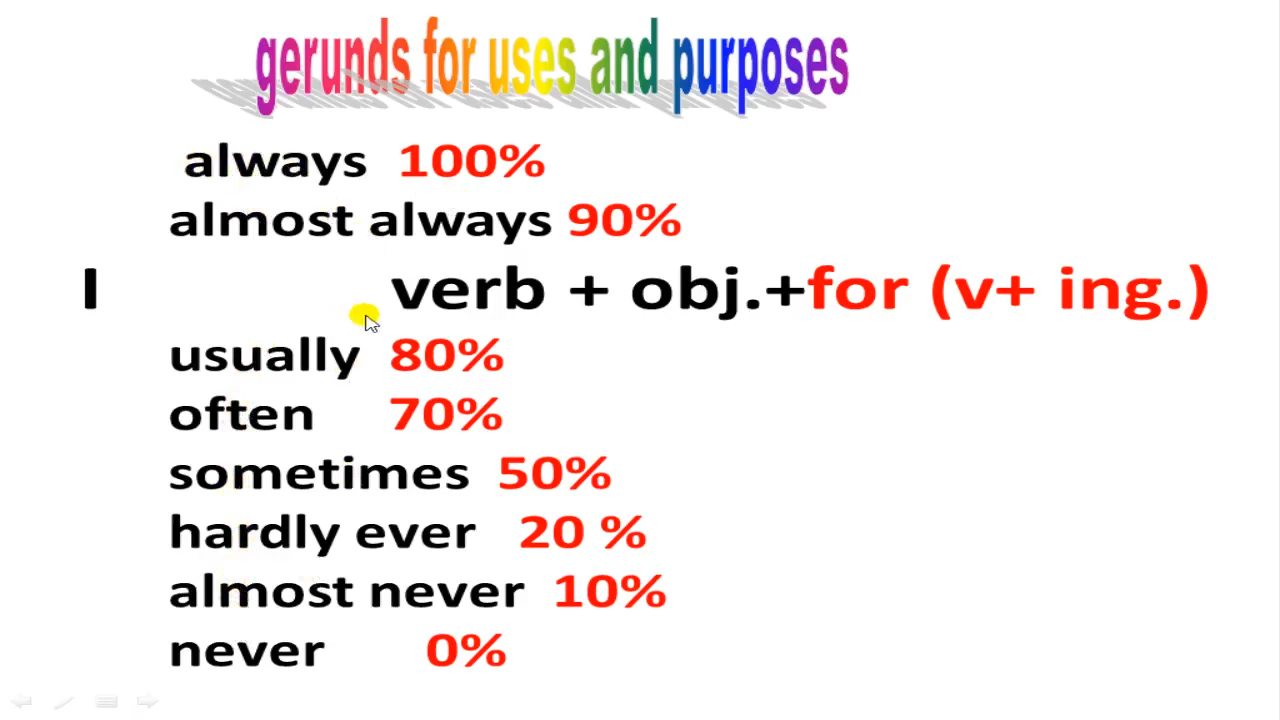 gerunds for uses and purposes
always 100%
almost always 90%
I verb + obj.+for (v+ ing.)
usually 80%
often 70%
sometimes 50%
hardly ever 20 %
almost never 10%
never 0%